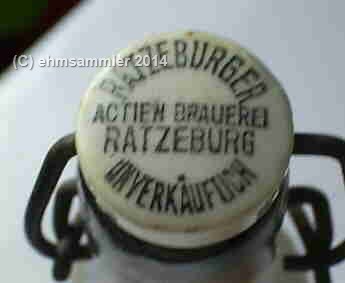 (C) ehmsammler 2014
RATZEBURGER
ACTIEN BRAUEREI
RATZEBURG
UNVERKÄUFLICH